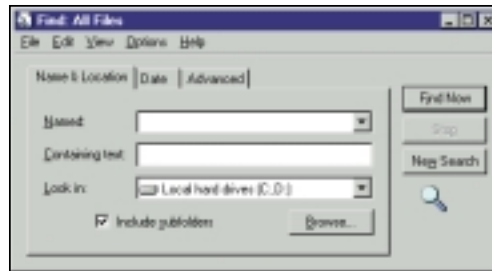 Find: All Files
File Edit View Options Help
Name & Location Date Advanced
Named:
Containing text:
Look in: Local hard drives (C:,D:)
Include subfolders Browse...
Find Now
Stop
New Search